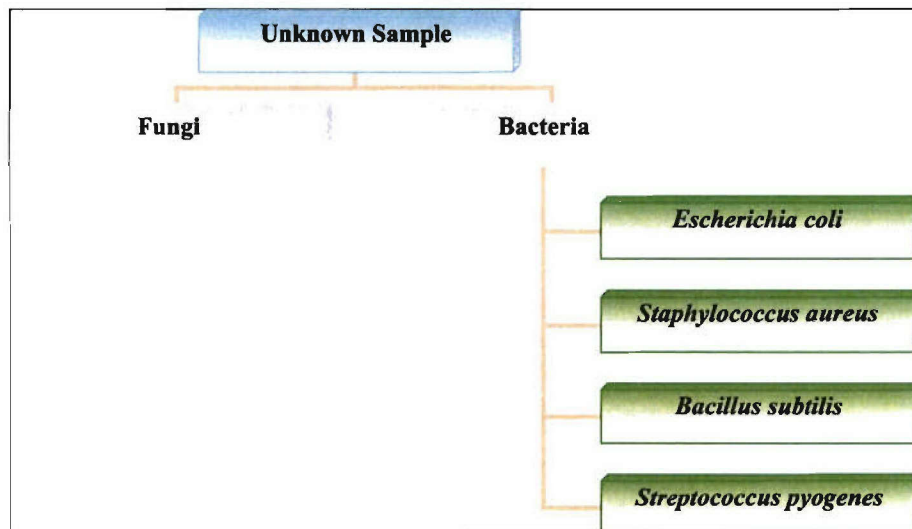 Unknown Sample
Fungi
Bacteria
Escherichia coli
Staphylococcus aureus
Bacillus subtilis
Streptococcus pyogenes